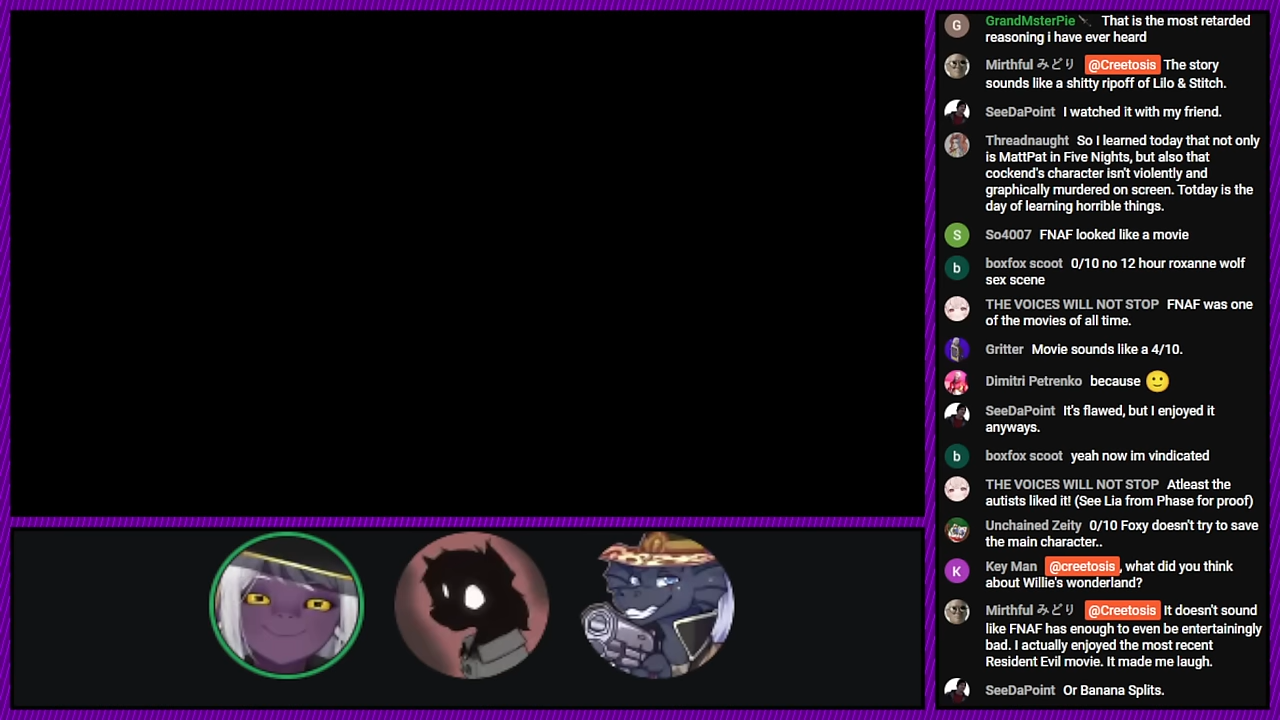 GrandMsterPie That is the most retarded
reasoning i have ever heard
Mirthful みどり @Creetosis The story
sounds like a shitty ripoff of Lilo & Stitch.
SeeDaPoint I watched it with my friend.
Threadnaught So I learned today that not only
is MattPat in Five Nights, but also that
cockend's character isn't violently and
graphically murdered on screen. Totday is the
day of learning horrible things.
S So4007 FNAF looked like a movie
b boxfox scoot 0/10 no 12 hour roxanne wolf
sex scene
THE VOICES WILL NOT STOP FNAF was one
of the movies of all time.
Gritter Movie sounds like a 4/10.
Dimitri Petrenko because
SeeDaPoint It's flawed, but I enjoyed it
anyways.
b boxfox scoot yeah now im vindicated
THE VOICES WILL NOT STOP Atleast the
autists liked it! (See Lia from Phase for proof)
Unchained Zeity 0/10 Foxy doesn't try to save
the main character..
K Key Man @creetosis, what did you think
about Willie's wonderland?
Mirthful みどり @Creetosis It doesn't sound
like FNAF has enough to even be entertainingly
bad. I actually enjoyed the most recent
Resident Evil movie. It made me laugh.
SeeDaPoint Or Banana Splits.